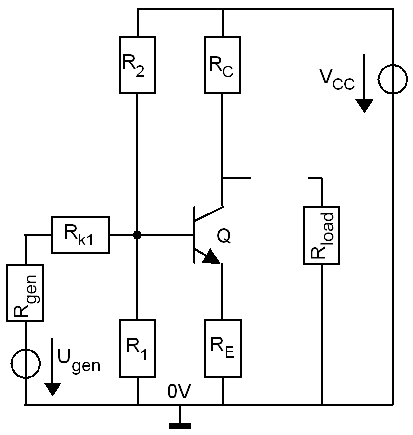 R2
RC
VCC
Rk1
Q
Rload
Rgen
Ugen
R1
RE
0V